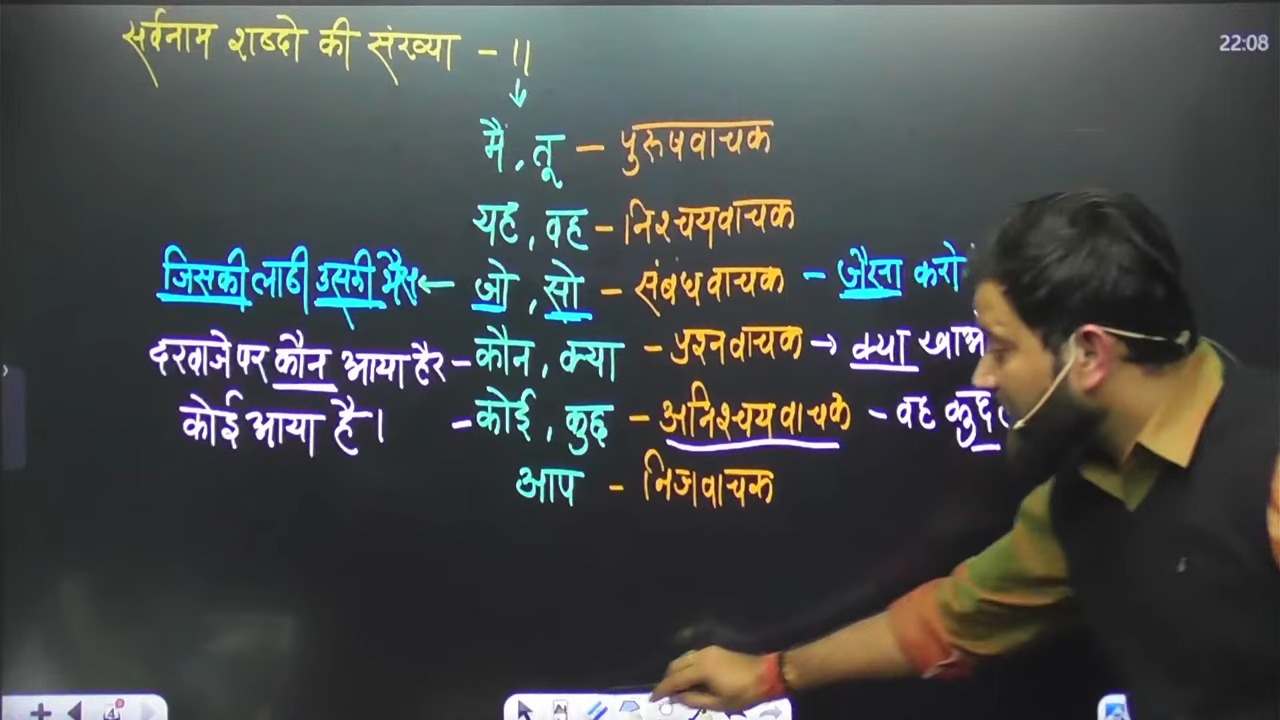 सर्वनाम शब्दो की संख्या - 11
22:08
मैं, तू - पुरूषवाचक
यह, वह - निश्चयवाचक
जिसकी लाठी उसकी भैंस ← जो, सो - संबंधवाचक - जैसा करो
दरवाजे पर कौन आया है? - कौन, क्या - प्रश्नवाचक → क्या
कोई आया है। - कोई, कुछ - अनिश्चयवाचक - वह कुछ
आप - निजवाचक